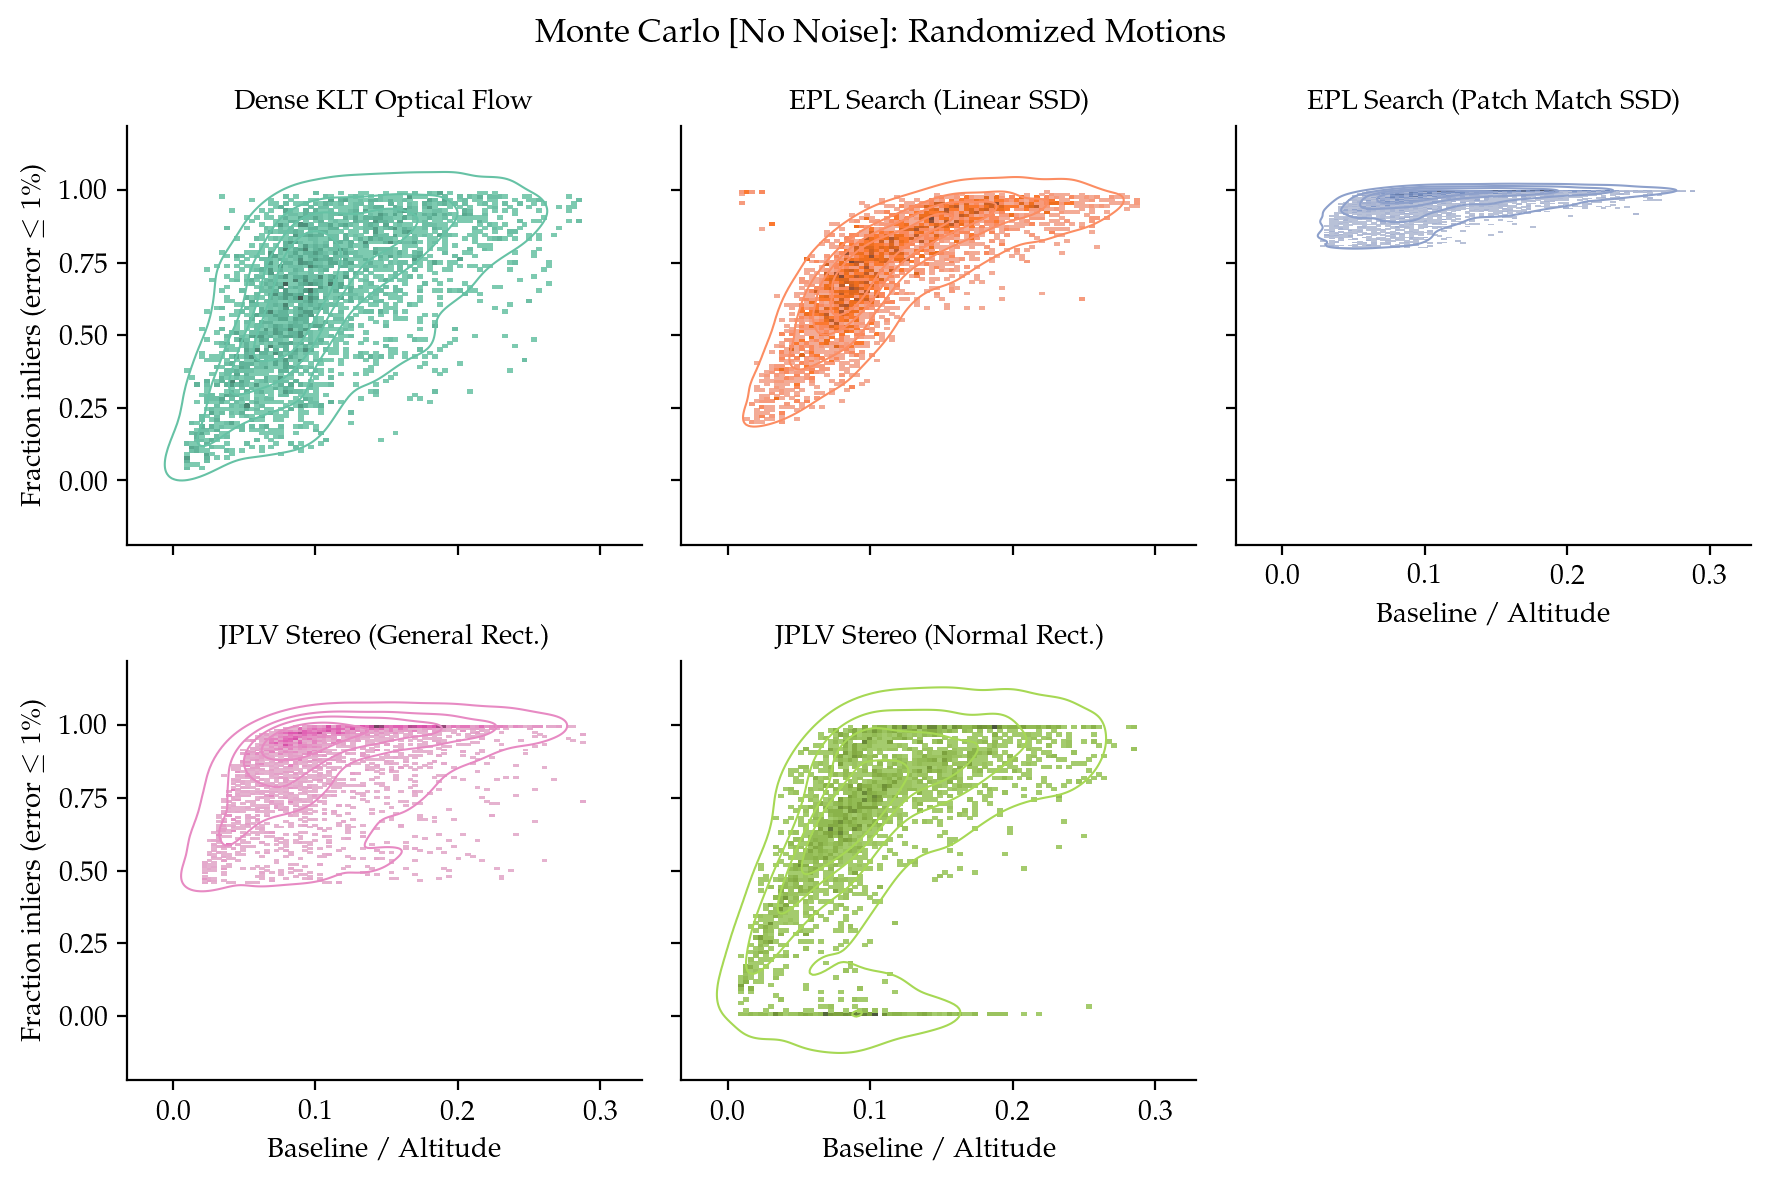 Monte Carlo [No Noise]: Randomized Motions
Dense KLT Optical Flow
EPL Search (Linear SSD)
EPL Search (Patch Match SSD)
Fraction inliers (error ≤ 1%)
1.00
0.75
0.50
0.25
0.00
0.0 0.1 0.2 0.3
Baseline / Altitude
JPLV Stereo (General Rect.)
JPLV Stereo (Normal Rect.)
Fraction inliers (error ≤ 1%)
1.00
0.75
0.50
0.25
0.00
0.0 0.1 0.2 0.3
Baseline / Altitude
0.0 0.1 0.2 0.3
Baseline / Altitude